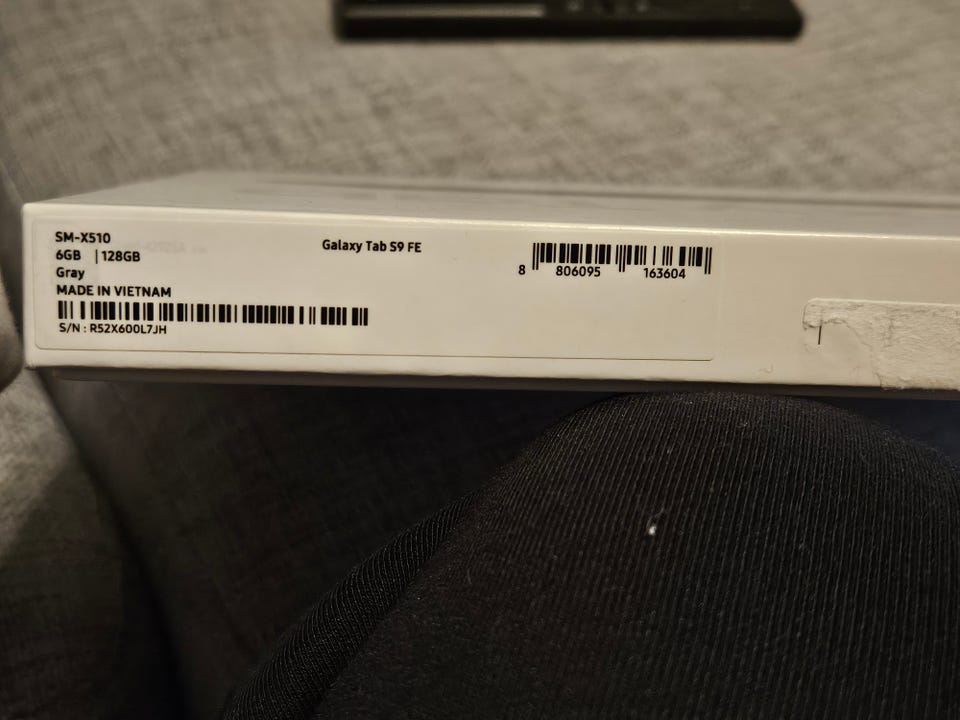 SM-X510
6GB | 128GB
Gray
MADE IN VIETNAM
S/N : R52X600L7JH
Galaxy Tab S9 FE
8 806095 163604